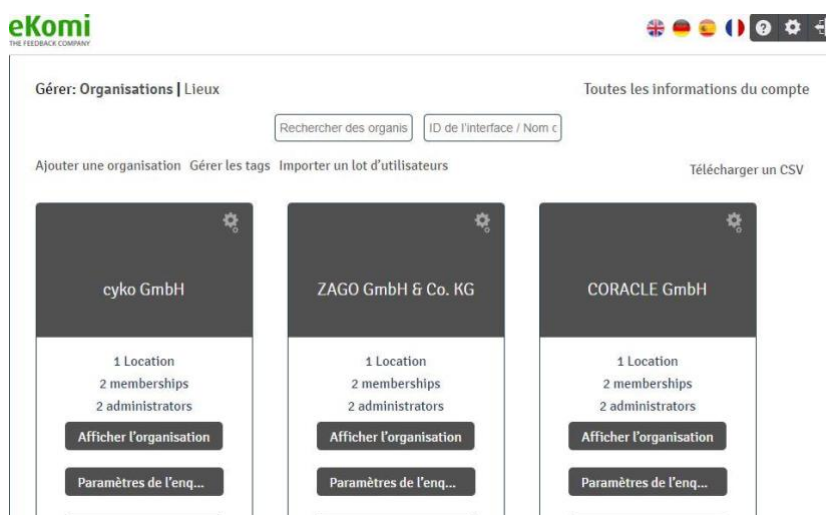 eKomi
THE FEEDBACK COMPANY
Gérer: Organisations | Lieux
Toutes les informations du compte
Rechercher des organis
ID de l'interface / Nom c
Ajouter une organisation Gérer les tags Importer un lot d'utilisateurs
Télécharger un CSV
cyko GmbH
ZAGO GmbH & Co. KG
CORACLE GmbH
1 Location
2 memberships
2 administrators
Afficher l'organisation
Paramètres de l'enq...
1 Location
2 memberships
2 administrators
Afficher l'organisation
Paramètres de l'enq...
1 Location
2 memberships
2 administrators
Afficher l'organisation
Paramètres de l'enq...